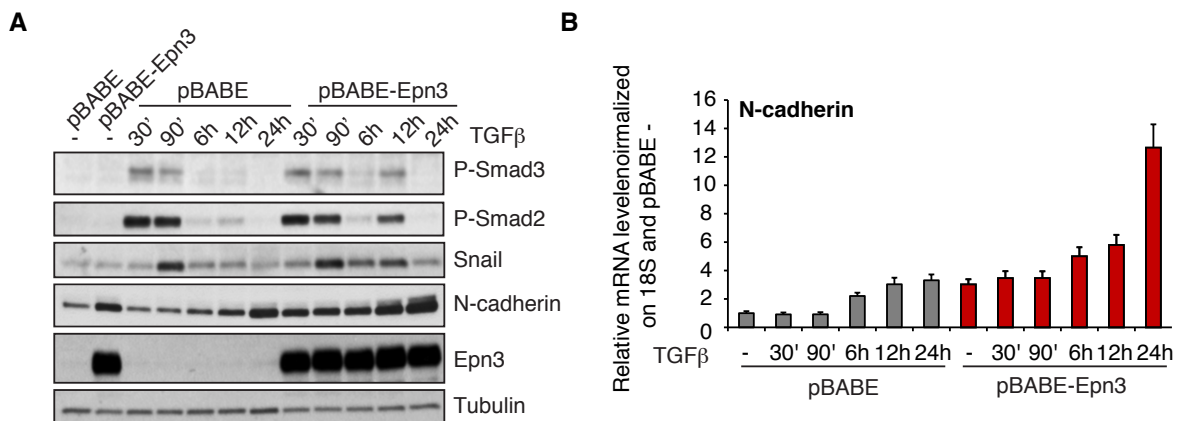 A
pBABE
pBABE-Epn3
pBABE
pBABE-Epn3
- - 30' 90' 6h 12h 24h 30' 90' 6h 12h 24h TGFβ
P-Smad3
P-Smad2
Snail
N-cadherin
Epn3
Tubulin
B
Relative mRNA levelenoirmalized
on 18S and pBABE -
N-cadherin
16
14
12
10
8
6
4
2
0
TGFβ - 30' 90' 6h 12h 24h - 30' 90' 6h 12h 24h
pBABE pBABE-Epn3